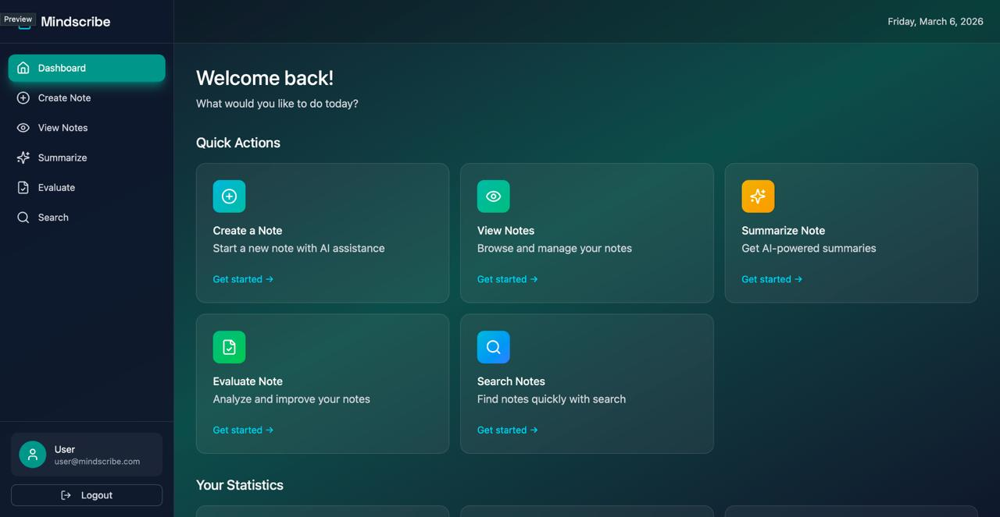 Preview
Mindscribe
Friday, March 6, 2026
Dashboard
Create Note
View Notes
Summarize
Evaluate
Search
User
user@mindscribe.com
Logout
Welcome back!
What would you like to do today?
Quick Actions
Create a Note
Start a new note with AI assistance
Get started →
View Notes
Browse and manage your notes
Get started →
Summarize Note
Get AI-powered summaries
Get started →
Evaluate Note
Analyze and improve your notes
Get started →
Search Notes
Find notes quickly with search
Get started →
Your Statistics